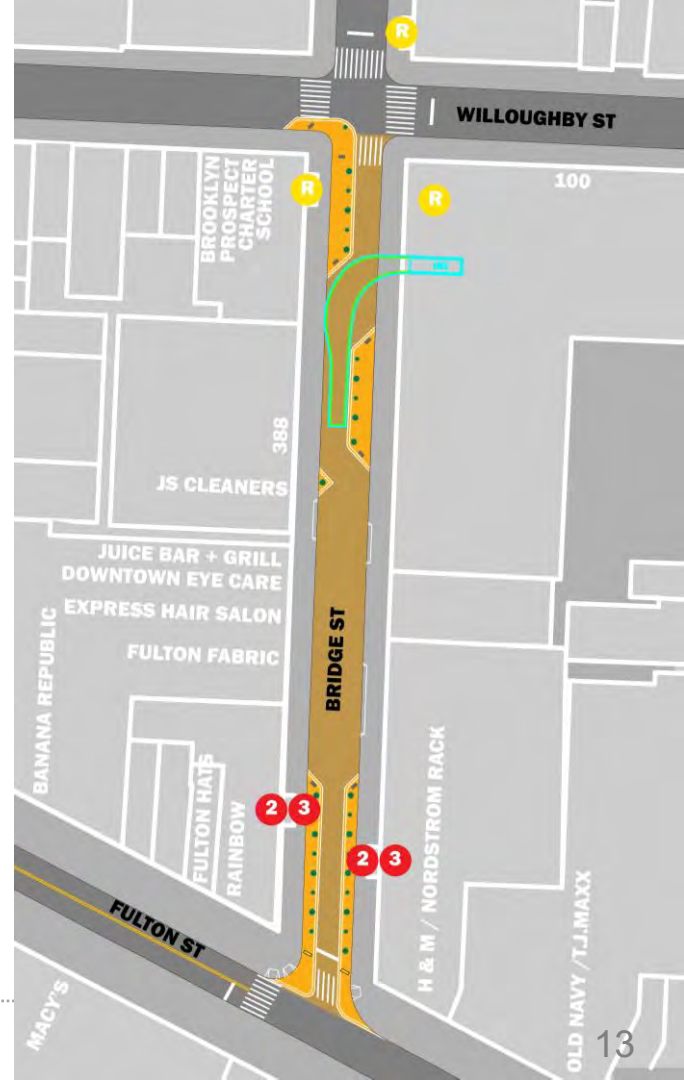 R
WILLOUGHBY ST
BROOKLYN
PROSPECT
CHARTER
SCHOOL
R
R
100
388
JS CLEANERS
JUICE BAR + GRILL
DOWNTOWN EYE CARE
EXPRESS HAIR SALON
FULTON FABRIC
BANANA REPUBLIC
BRIDGE ST
FULTON HATS
RAINBOW
2 3
2 3
H & M / NORDSTROM RACK
OLD NAVY /T.J.MAXX
FULTON ST
MACY'S
13